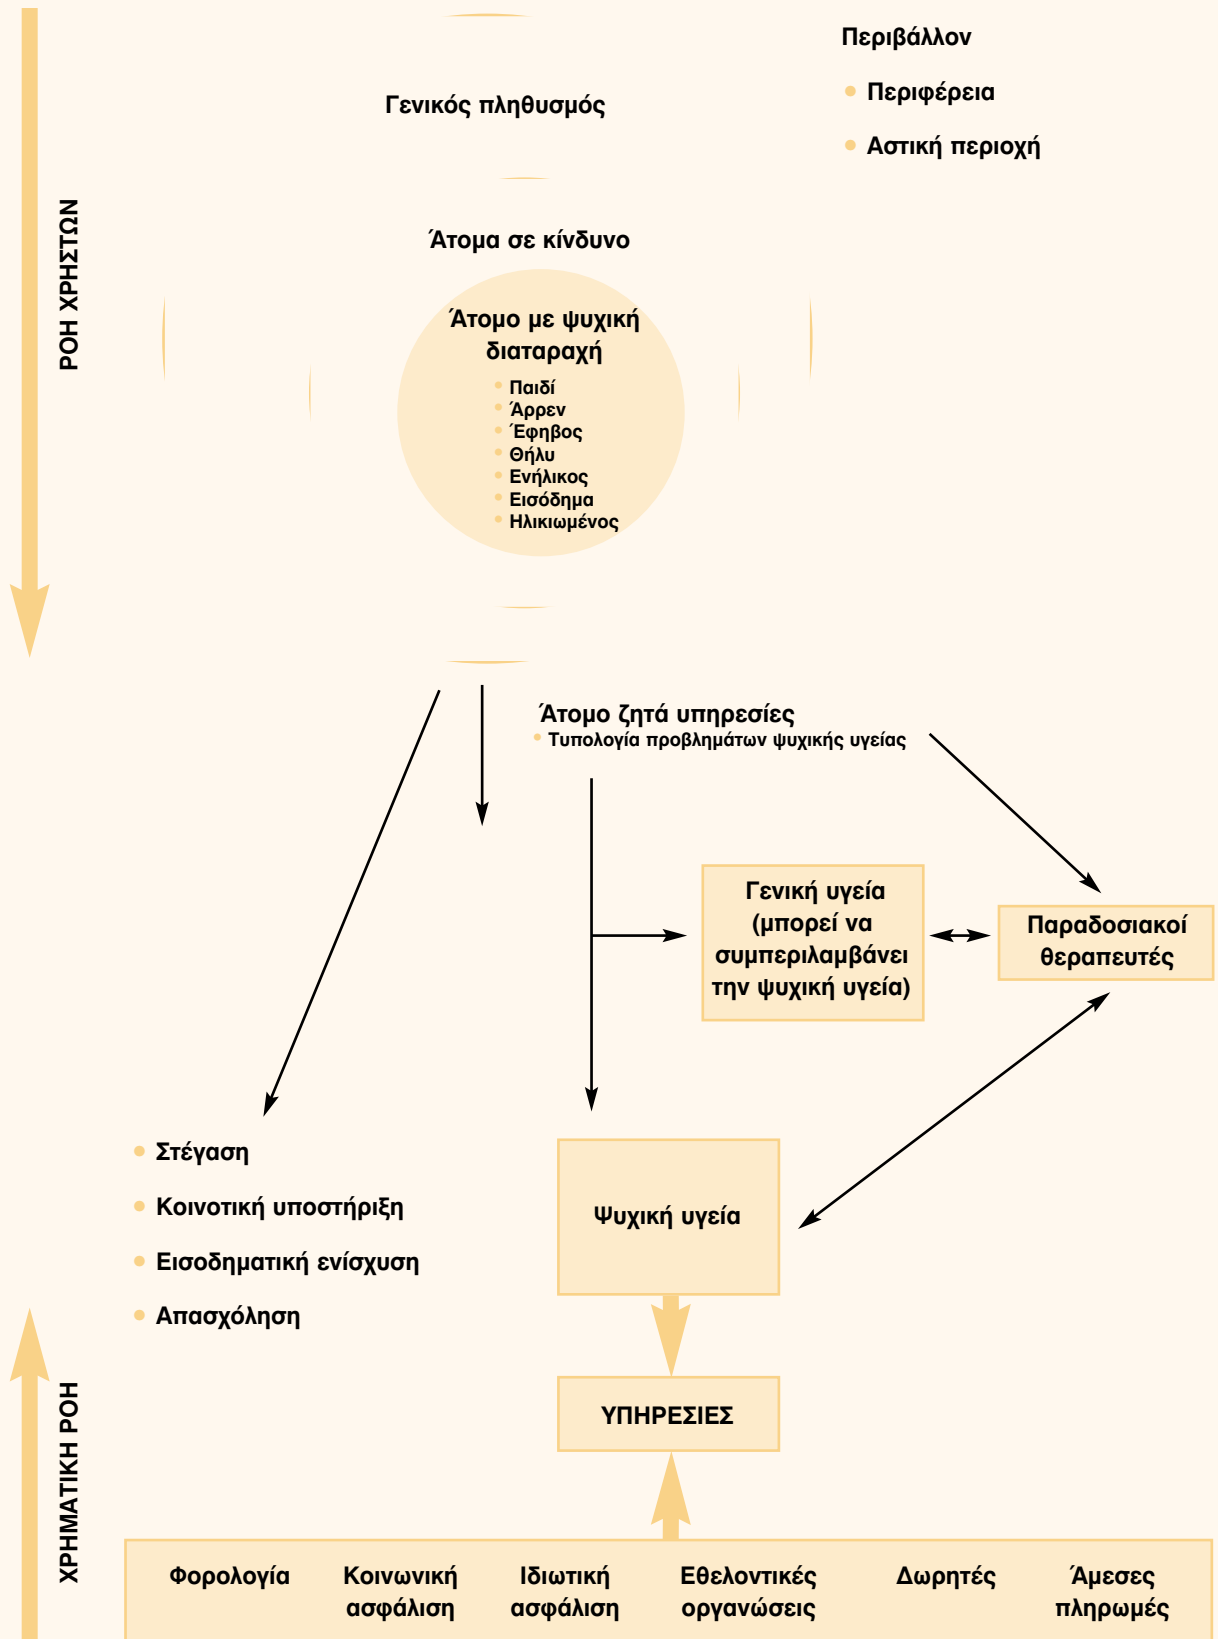 Περιβάλλον
Περιφέρεια
Αστική περιοχή
Γενικός πληθυσμός
Άτομα σε κίνδυνο
Άτομο με ψυχική
διαταραχή
Παιδί
Άρρεν
Έφηβος
Θήλυ
Ενήλικος
Εισόδημα
Ηλικιωμένος
ΡΟΗ ΧΡΗΣΤΩΝ
Άτομο ζητά υπηρεσίες
Τυπολογία προβλημάτων ψυχικής υγείας
Γενική υγεία
(μπορεί να
συμπεριλαμβάνει
την ψυχική υγεία)
Παραδοσιακοί
θεραπευτές
Στέγαση
Κοινοτική υποστήριξη
Εισοδηματική ενίσχυση
Απασχόληση
Ψυχική υγεία
ΥΠΗΡΕΣΙΕΣ
ΧΡΗΜΑΤΙΚΗ ΡΟΗ
Φορολογία
Κοινωνική
ασφάλιση
Ιδιωτική
ασφάλιση
Εθελοντικές
οργανώσεις
Δωρητές
Άμεσες
πληρωμές